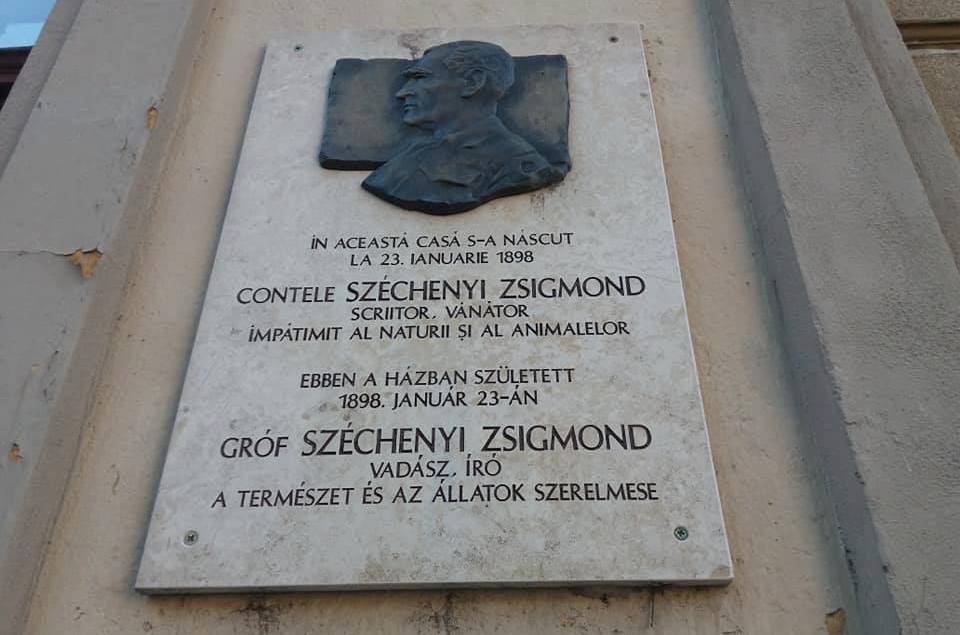 ÎN ACEASTĂ CASĂ S-A NĂSCUT
LA 23. IANUARIE 1898
CONTELE SZÉCHENYI ZSIGMOND
SCRIITOR, VÂNĂTOR
ÎMPĂTIMIT AL NATURII ȘI AL ANIMALELOR
EBBEN A HÁZBAN SZÜLETETT
1898. JANUÁR 23-ÁN
GRÓF SZÉCHENYI ZSIGMOND
VADÁSZ, ÍRÓ
A TERMÉSZET ÉS AZ ÁLLATOK SZERELMESE